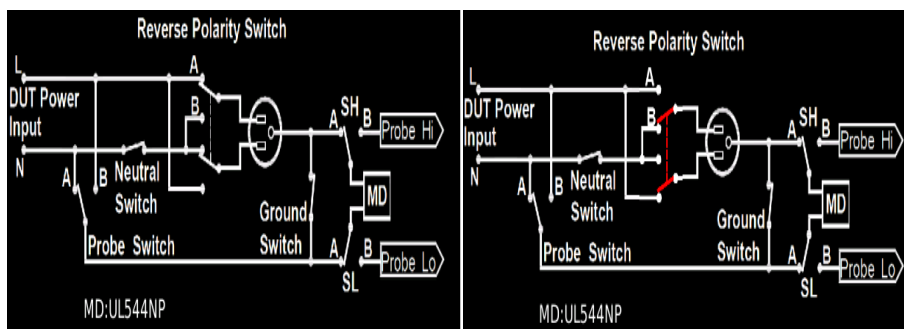 Reverse Polarity Switch
L
A
DUT Power
Input
B
SH
A
B
Probe Hi
N
A
B
Neutral
Switch
MD
Ground
Switch
Probe Switch
A
B
Probe Lo
SL
MD:UL544NP
Reverse Polarity Switch
L
A
DUT Power
Input
B
SH
A
B
Probe Hi
N
A
B
Neutral
Switch
MD
Ground
Switch
Probe Switch
A
B
Probe Lo
SL
MD:UL544NP